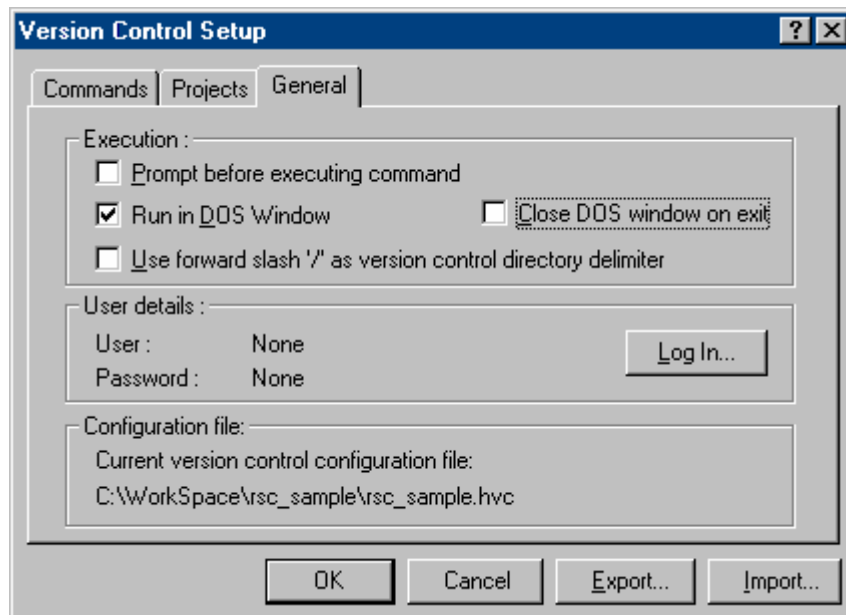 Version Control Setup
Commands Projects General
Execution :
Prompt before executing command
Run in DOS Window Close DOS window on exit
Use forward slash '/' as version control directory delimiter
User details :
User : None
Log In...
Password : None
Configuration file:
Current version control configuration file:
C:\WorkSpace\rsc_sample\rsc_sample.hvc
OK Cancel Export... Import...